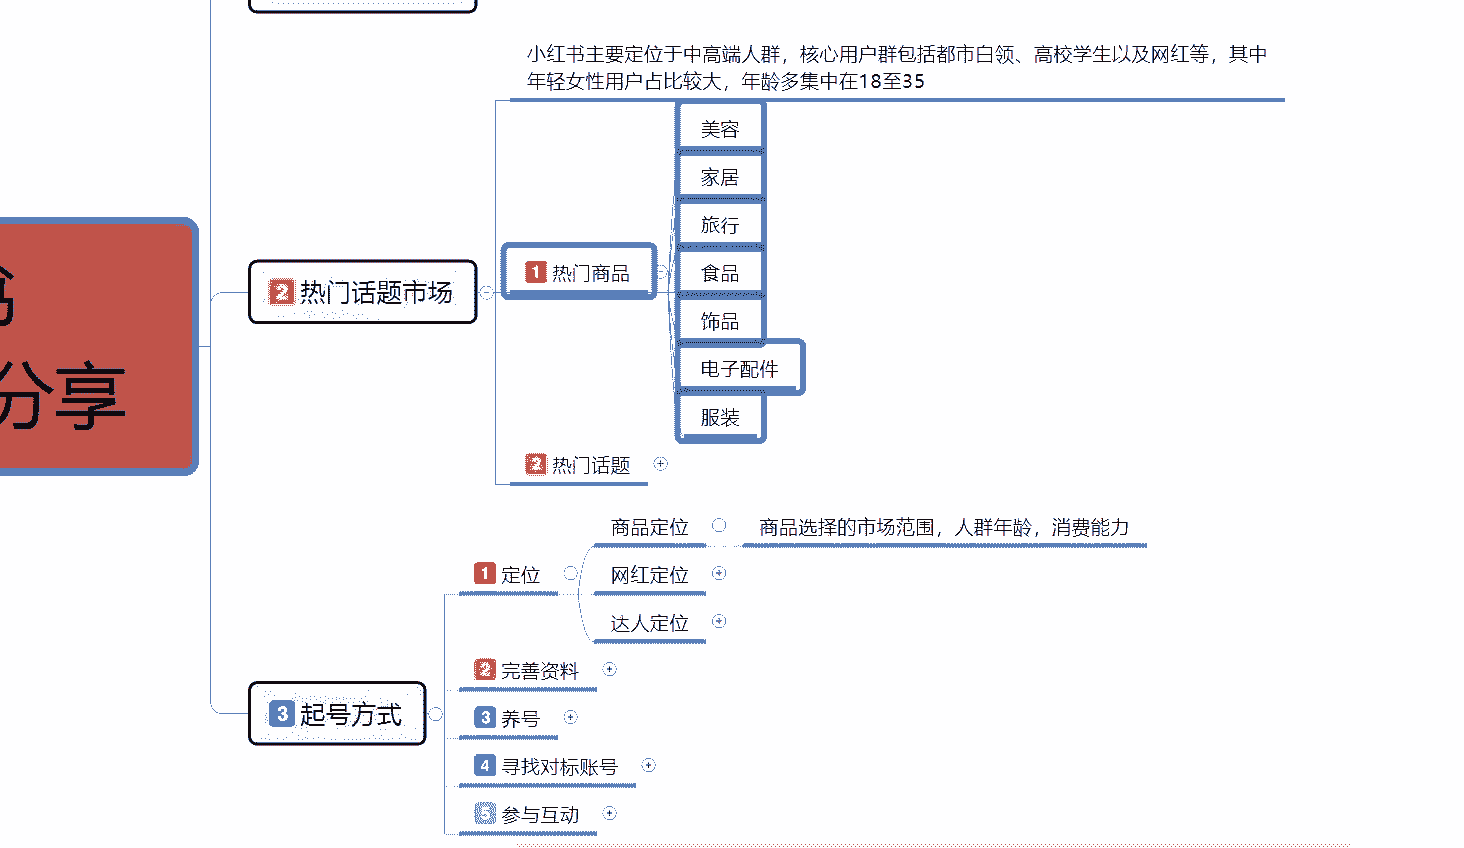 小红书主要定位于中高端人群，核心用户群包括都市白领、高校学生以及网红等，其中
年轻女性用户占比较大，年龄多集中在18至35
美容
家居
旅行
1 热门商品
食品
饰品
电子配件
服装
2 热门话题市场
2 热门话题
分享
商品定位
商品选择的市场范围，人群年龄，消费能力
1 定位
网红定位
达人定位
2 完善资料
3 起号方式
3 养号
4 寻找对标账号
5 参与互动